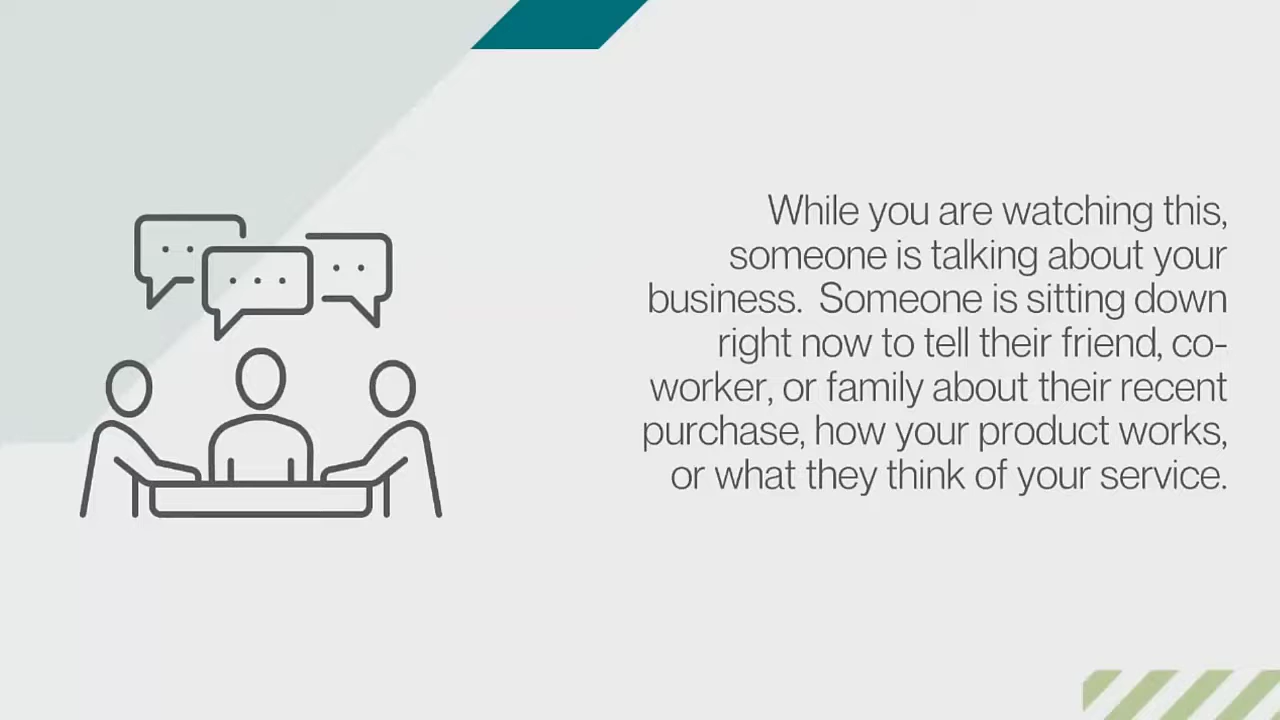 While you are watching this,
someone is talking about your
business.  Someone is sitting down
right now to tell their friend, co-
worker, or family about their recent
purchase, how your product works,
or what they think of your service.